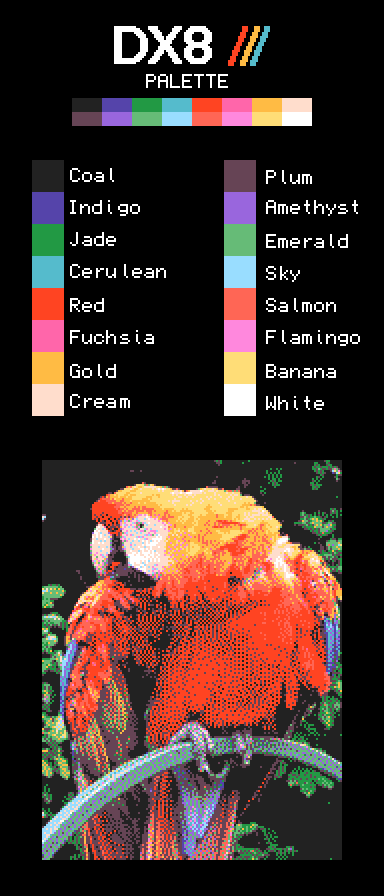 DX8
PALETTE
Coal
Indigo
Jade
Cerulean
Red
Fuchsia
Gold
Cream
Plum
Amethyst
Emerald
Sky
Salmon
Flamingo
Banana
White